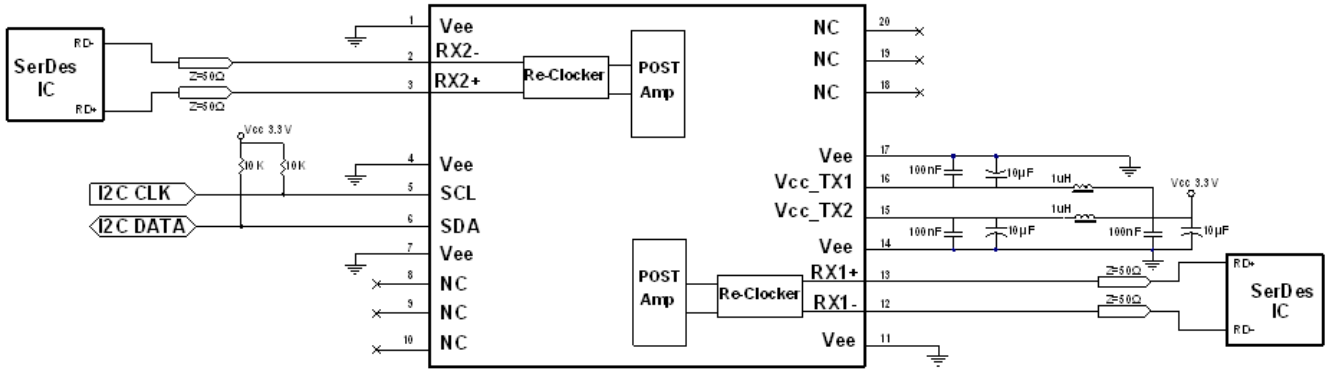 1
Vee
RD-
SerDes
IC
RD+
Z=50Ω
Z=50Ω
2
RX2-
3
RX2+
Re-Clocker
POST
Amp
Vcc 3.3 V
10K
10K
4
Vee
I2C CLK
5
SCL
I2C DATA
6
SDA
7
Vee
8
NC
9
NC
10
NC
NC
20
NC
19
NC
18
Vee
17
100nF
10µF
Vcc_TX1
16
1uH
Vcc 3.3 V
Vcc_TX2
15
1uH
100nF
10µF
100nF
10µF
Vee
14
POST
Amp
Re-Clocker
RX1+
13
Z=50Ω
RX1-
12
Z=50Ω
RD+
SerDes
IC
RD-
Vee
11